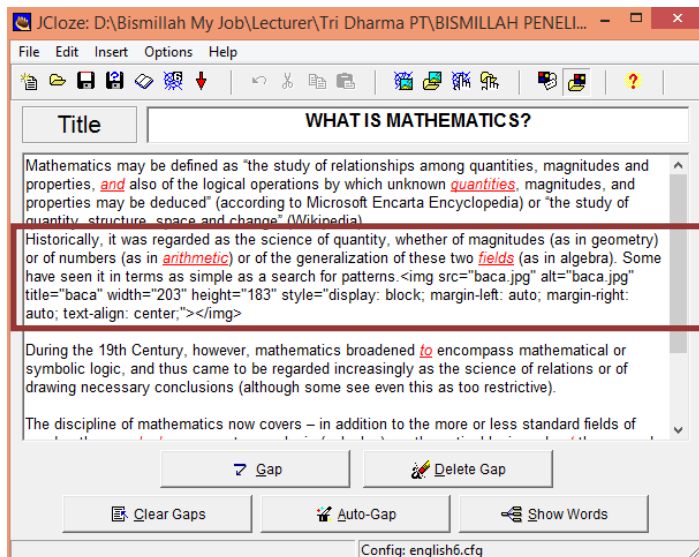 JCloze: D:\Bismillah My Job\Lecturer\Tri Dharma PT\BISMILLAH PENELI...
File Edit Insert Options Help
Title
WHAT IS MATHEMATICS?
Mathematics may be defined as “the study of relationships among quantities, magnitudes and
properties, and also of the logical operations by which unknown quantities, magnitudes, and
properties may be deduced” (according to Microsoft Encarta Encyclopedia) or “the study of
quantity, structure, space and change” (Wikipedia)
Historically, it was regarded as the science of quantity, whether of magnitudes (as in geometry)
or of numbers (as in arithmetic) or of the generalization of these two fields (as in algebra). Some
have seen it in terms as simple as a search for patterns.<img src="baca.jpg" alt="baca.jpg"
title="baca" width="203" height="183" style="display: block; margin-left: auto; margin-right:
auto; text-align: center;"></img>
During the 19th Century, however, mathematics broadened to encompass mathematical or
symbolic logic, and thus came to be regarded increasingly as the science of relations or of
drawing necessary conclusions (although some see even this as too restrictive).
The discipline of mathematics now covers – in addition to the more or less standard fields of
Gap
Delete Gap
Clear Gaps
Auto-Gap
Show Words
Config: english6.cfg